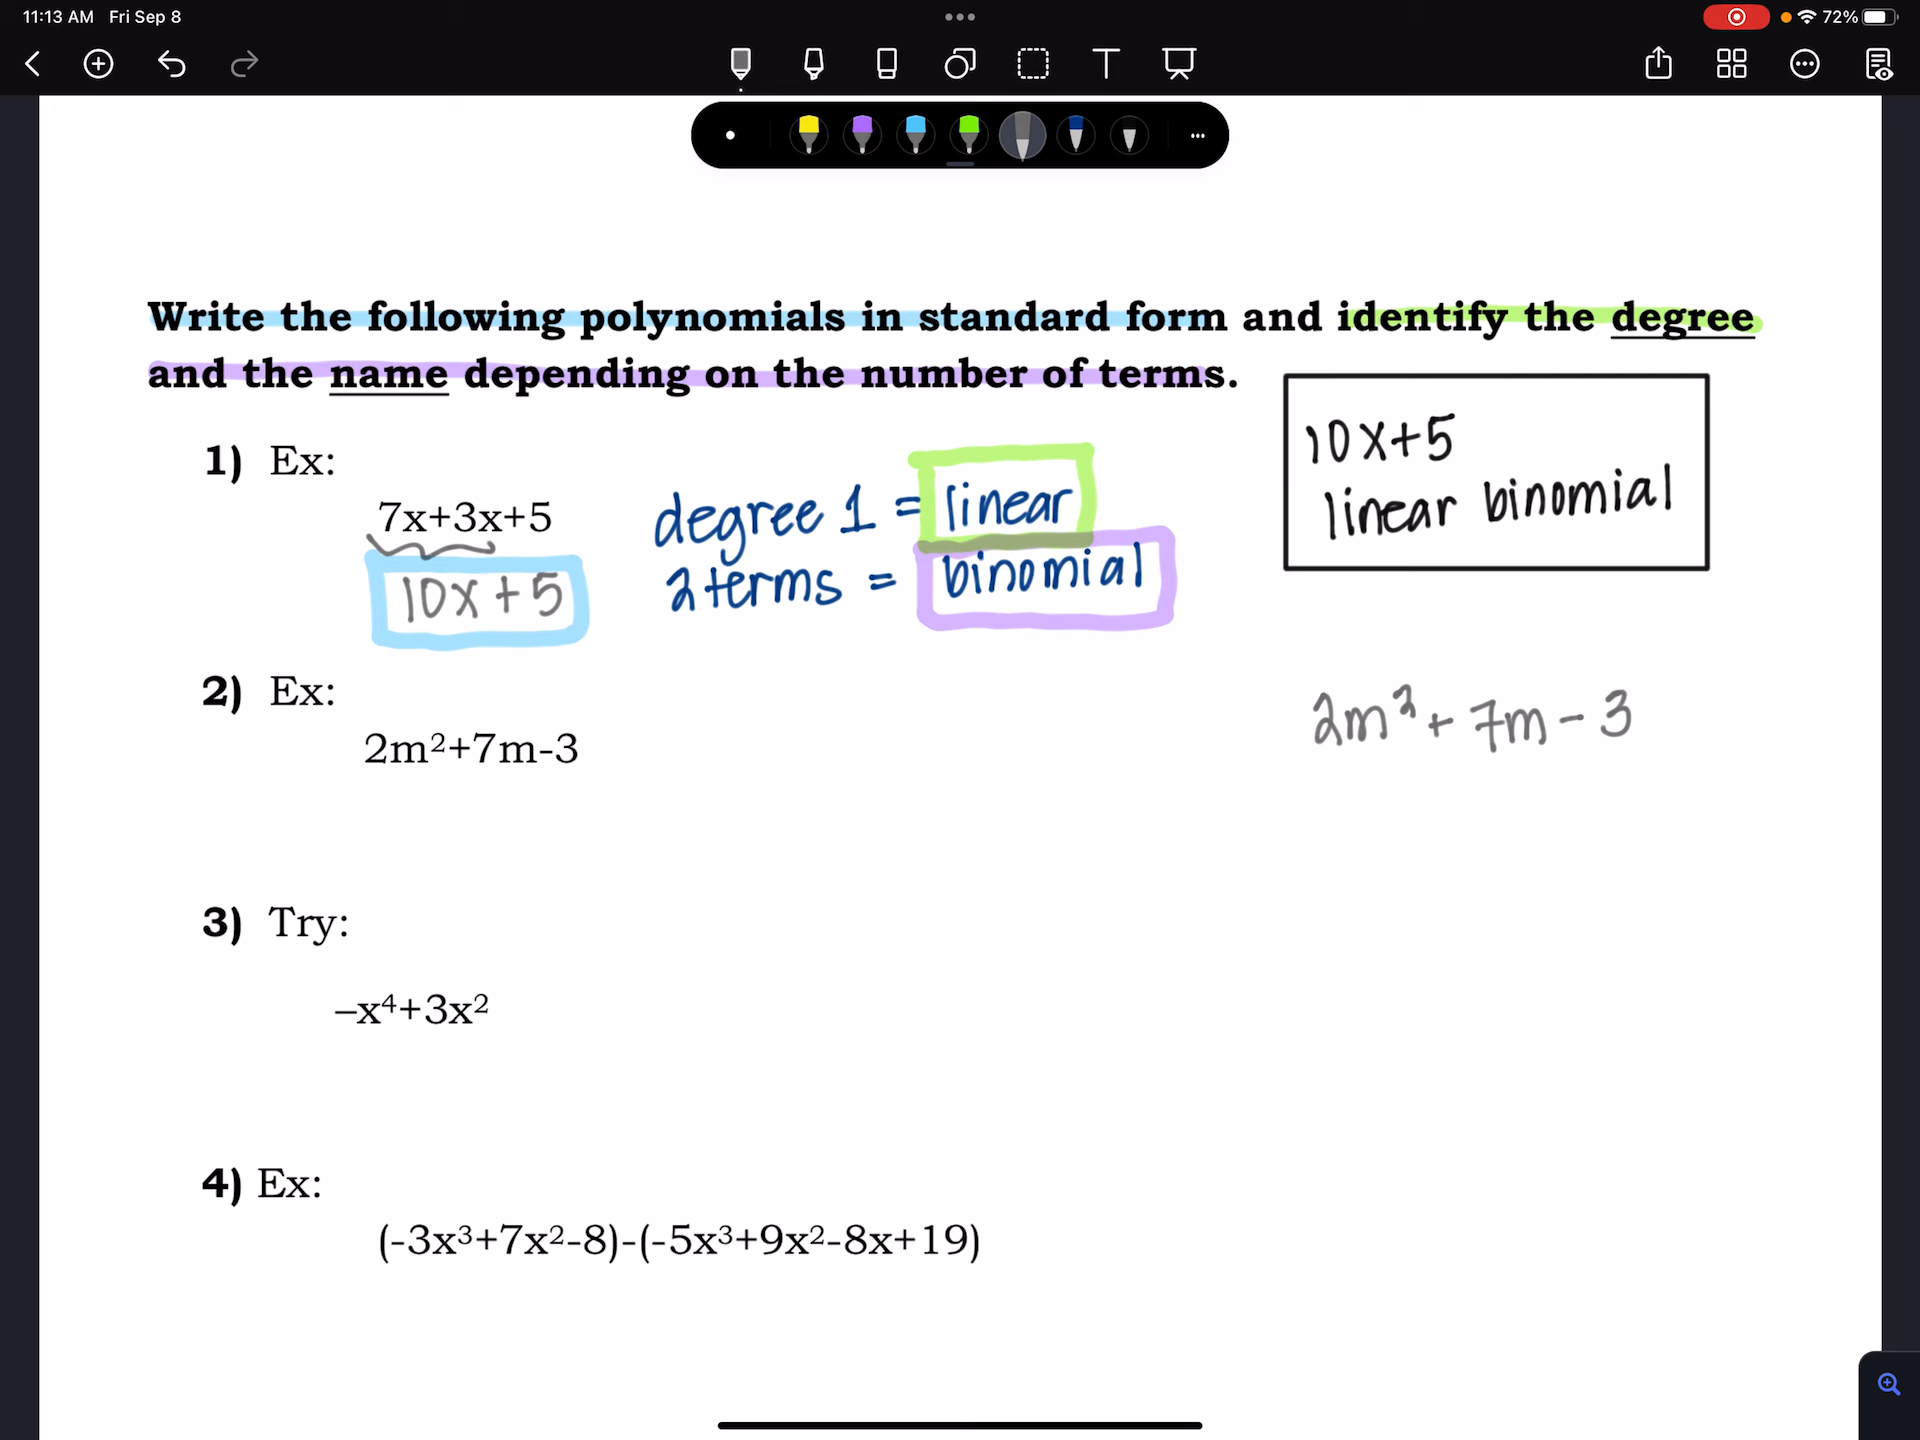 11:13 AM Fri Sep 8
72%
Write the following polynomials in standard form and identify the degree
and the name depending on the number of terms.
1) Ex:
7x+3x+5
10x+5
degree 1 = linear
2 terms = binomial
10x+5
linear binomial
2) Ex:
2m²+7m-3
2m²+7m-3
3) Try:
–x⁴+3x²
4) Ex:
(-3x³+7x²-8)-(-5x³+9x²-8x+19)